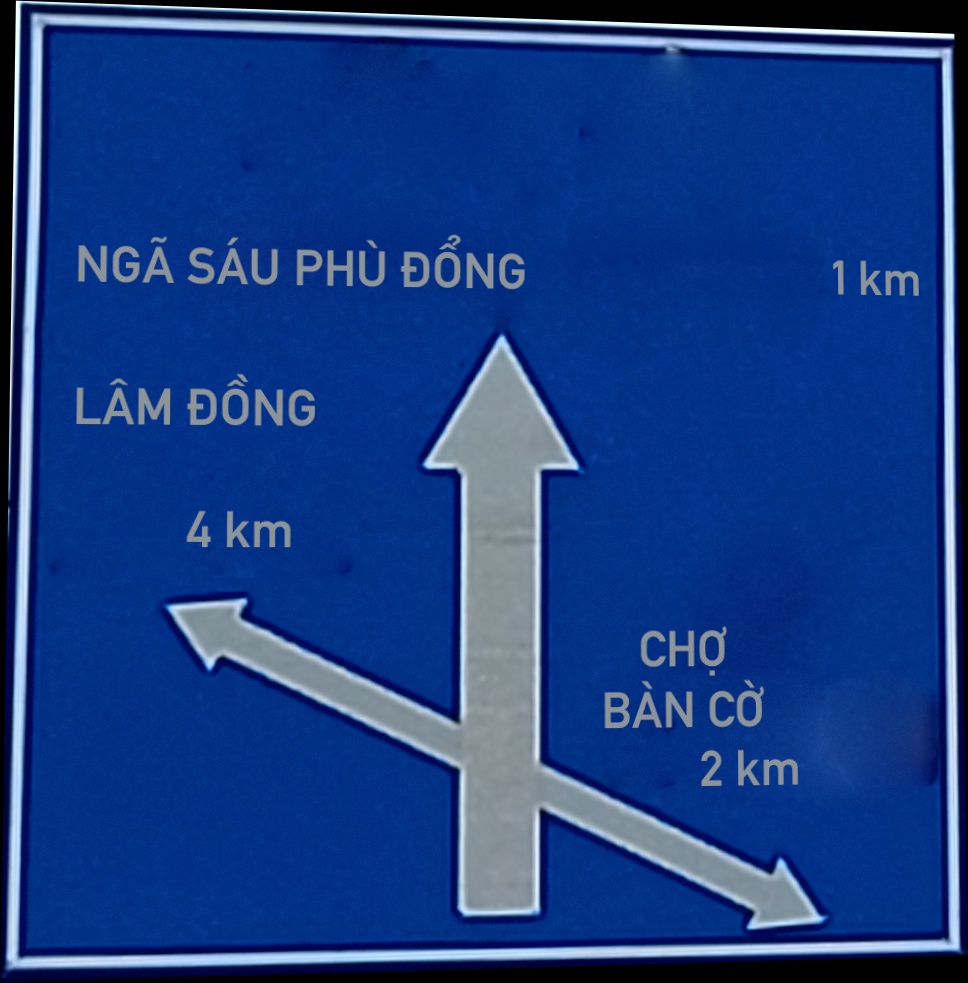 NGÃ SÁU PHÙ ĐỔNG 1 km
LÂM ĐỒNG
4 km
CHỢ
BÀN CỜ
2 km